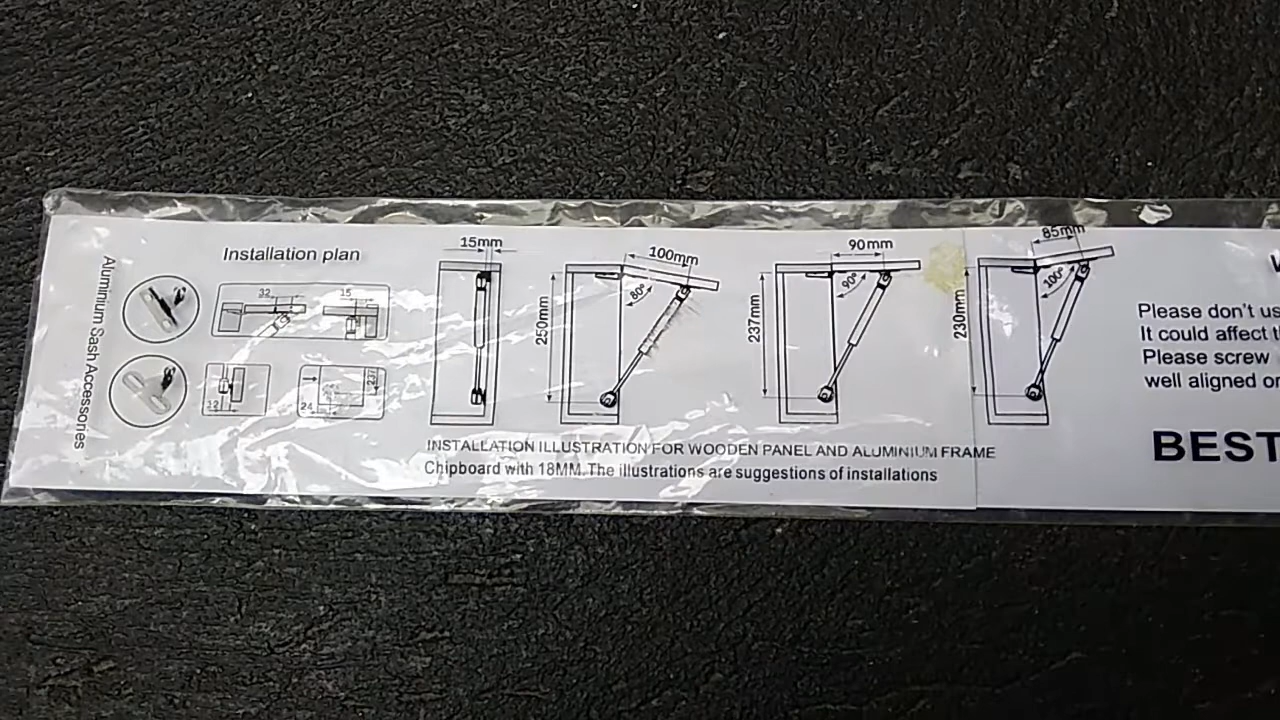 Aluminium Sash Accessories
Installation plan
32
15
12
24
237
15mm
100mm
80°
250mm
90mm
90°
237mm
85mm
100°
230mm
INSTALLATION ILLUSTRATION FOR WOODEN PANEL AND ALUMINIUM FRAME
Chipboard with 18MM. The illustrations are suggestions of installations
Please don't us
It could affect t
Please screw
well aligned or
BEST